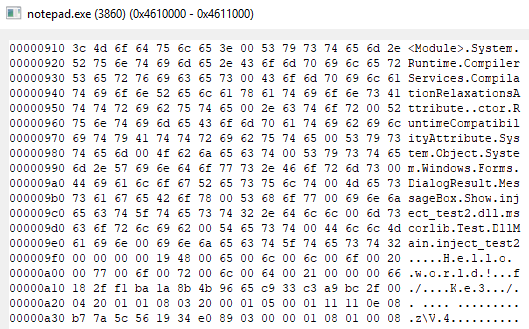 notepad.exe (3860) (0x4610000 - 0x4611000)
00000910 3c 4d 6f 64 75 6c 65 3e 00 53 79 73 74 65 6d 2e <Module>.System.
00000920 52 75 6e 74 69 6d 65 2e 43 6f 6d 70 69 6c 65 72 Runtime.Compiler
00000930 53 65 72 76 69 63 65 73 00 43 6f 6d 70 69 6c 61 Services.Compila
00000940 74 69 6f 6e 52 65 6c 61 78 61 74 69 6f 6e 73 41 tionRelaxationsA
00000950 74 74 72 69 62 75 74 65 00 2e 63 74 6f 72 00 52 ttribute..ctor.R
00000960 75 6e 74 69 6d 65 43 6f 6d 70 61 74 69 62 69 6c untimeCompatibil
00000970 69 74 79 41 74 74 72 69 62 75 74 65 00 53 79 73 ityAttribute.Sys
00000980 74 65 6d 00 4f 62 6a 65 63 74 00 53 79 73 74 65 tem.Object.Syste
00000990 6d 2e 57 69 6e 64 6f 77 73 2e 46 6f 72 6d 73 00 m.Windows.Forms.
000009a0 44 69 61 6c 6f 67 52 65 73 75 6c 74 00 4d 65 73 DialogResult.Mes
000009b0 73 61 67 65 42 6f 78 00 53 68 6f 77 00 69 6e 6a sageBox.Show.inj
000009c0 65 63 74 5f 74 65 73 74 32 2e 64 6c 6c 00 6d 73 ect_test2.dll.ms
000009d0 63 6f 72 6c 69 62 00 54 65 73 74 00 44 6c 6c 4d corlib.Test.DllM
000009e0 61 69 6e 00 69 6e 6a 65 63 74 5f 74 65 73 74 32 ain.inject_test2
000009f0 00 00 00 00 19 48 00 65 00 6c 00 6c 00 6f 00 20 .....H.e.l.l.o.
00000a00 00 77 00 6f 00 72 00 6c 00 64 00 21 00 00 00 66 .w.o.r.l.d.!...f
00000a10 18 2f f1 ba 1a 8b 4b 96 65 c9 33 c3 a9 bc 2f 00 ./....K.e.3.../.
00000a20 04 20 01 01 08 03 20 00 01 05 00 01 11 11 0e 08 . .... .........
00000a30 b7 7a 5c 56 19 34 e0 89 03 00 00 01 08 01 00 08 .z\V.4..........